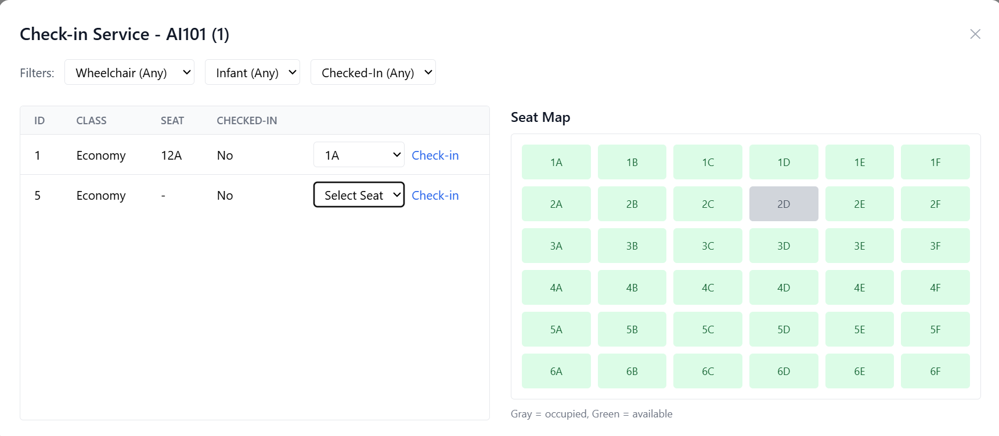 Check-in Service - AI101 (1)
Filters: Wheelchair (Any) Infant (Any) Checked-In (Any)
ID CLASS SEAT CHECKED-IN
1 Economy 12A No 1A Check-in
5 Economy - No Select Seat Check-in
Seat Map
1A 1B 1C 1D 1E 1F
2A 2B 2C 2D 2E 2F
3A 3B 3C 3D 3E 3F
4A 4B 4C 4D 4E 4F
5A 5B 5C 5D 5E 5F
6A 6B 6C 6D 6E 6F
Gray = occupied, Green = available